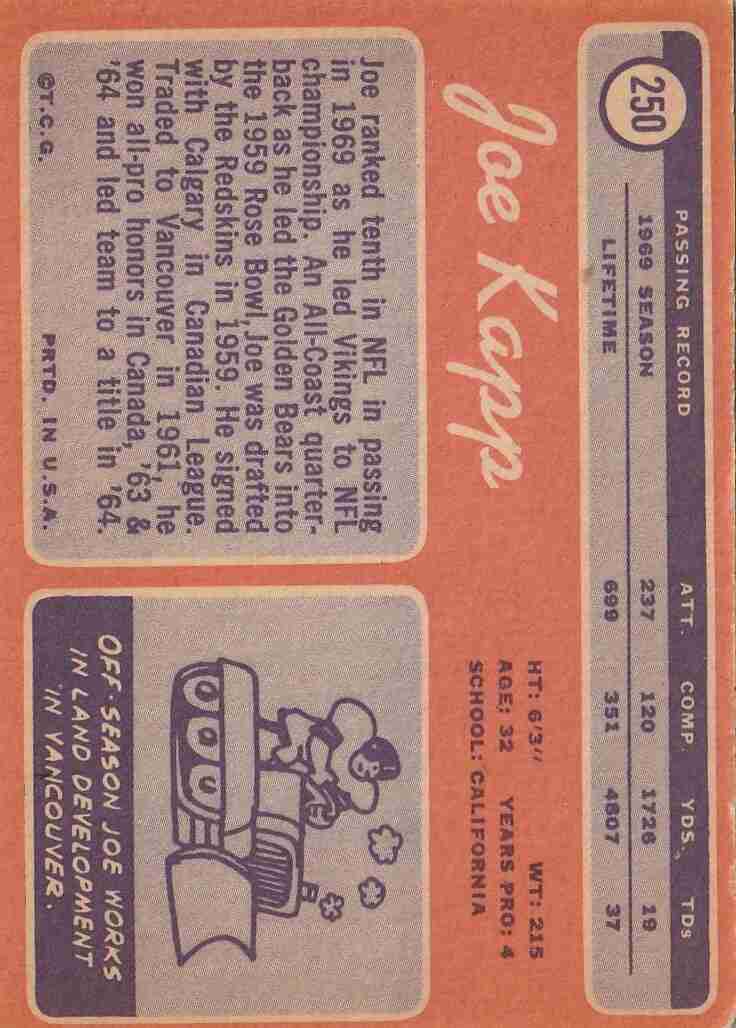 250
PASSING RECORD ATT. COMP. YDS. TDs
1969 SEASON 237 120 1726 19
LIFETIME 699 351 4807 37
Joe Kapp
HT: 6'3" WT: 215
AGE: 32 YEARS PRO: 4
SCHOOL: CALIFORNIA
Joe ranked tenth in NFL in passing
in 1969 as he led Vikings to NFL
championship. An All-Coast quarter-
back as he led the Golden Bears into
the 1959 Rose Bowl, Joe was drafted
by the Redskins in 1959. He signed
with Calgary in Canadian League.
Traded to Vancouver in 1961, he
won all-pro honors in Canada, '63 &
'64 and led team to a title in '64.
©T.C.G. PRTD. IN U.S.A.
OFF-SEASON JOE WORKS
IN LAND DEVELOPMENT
IN VANCOUVER.